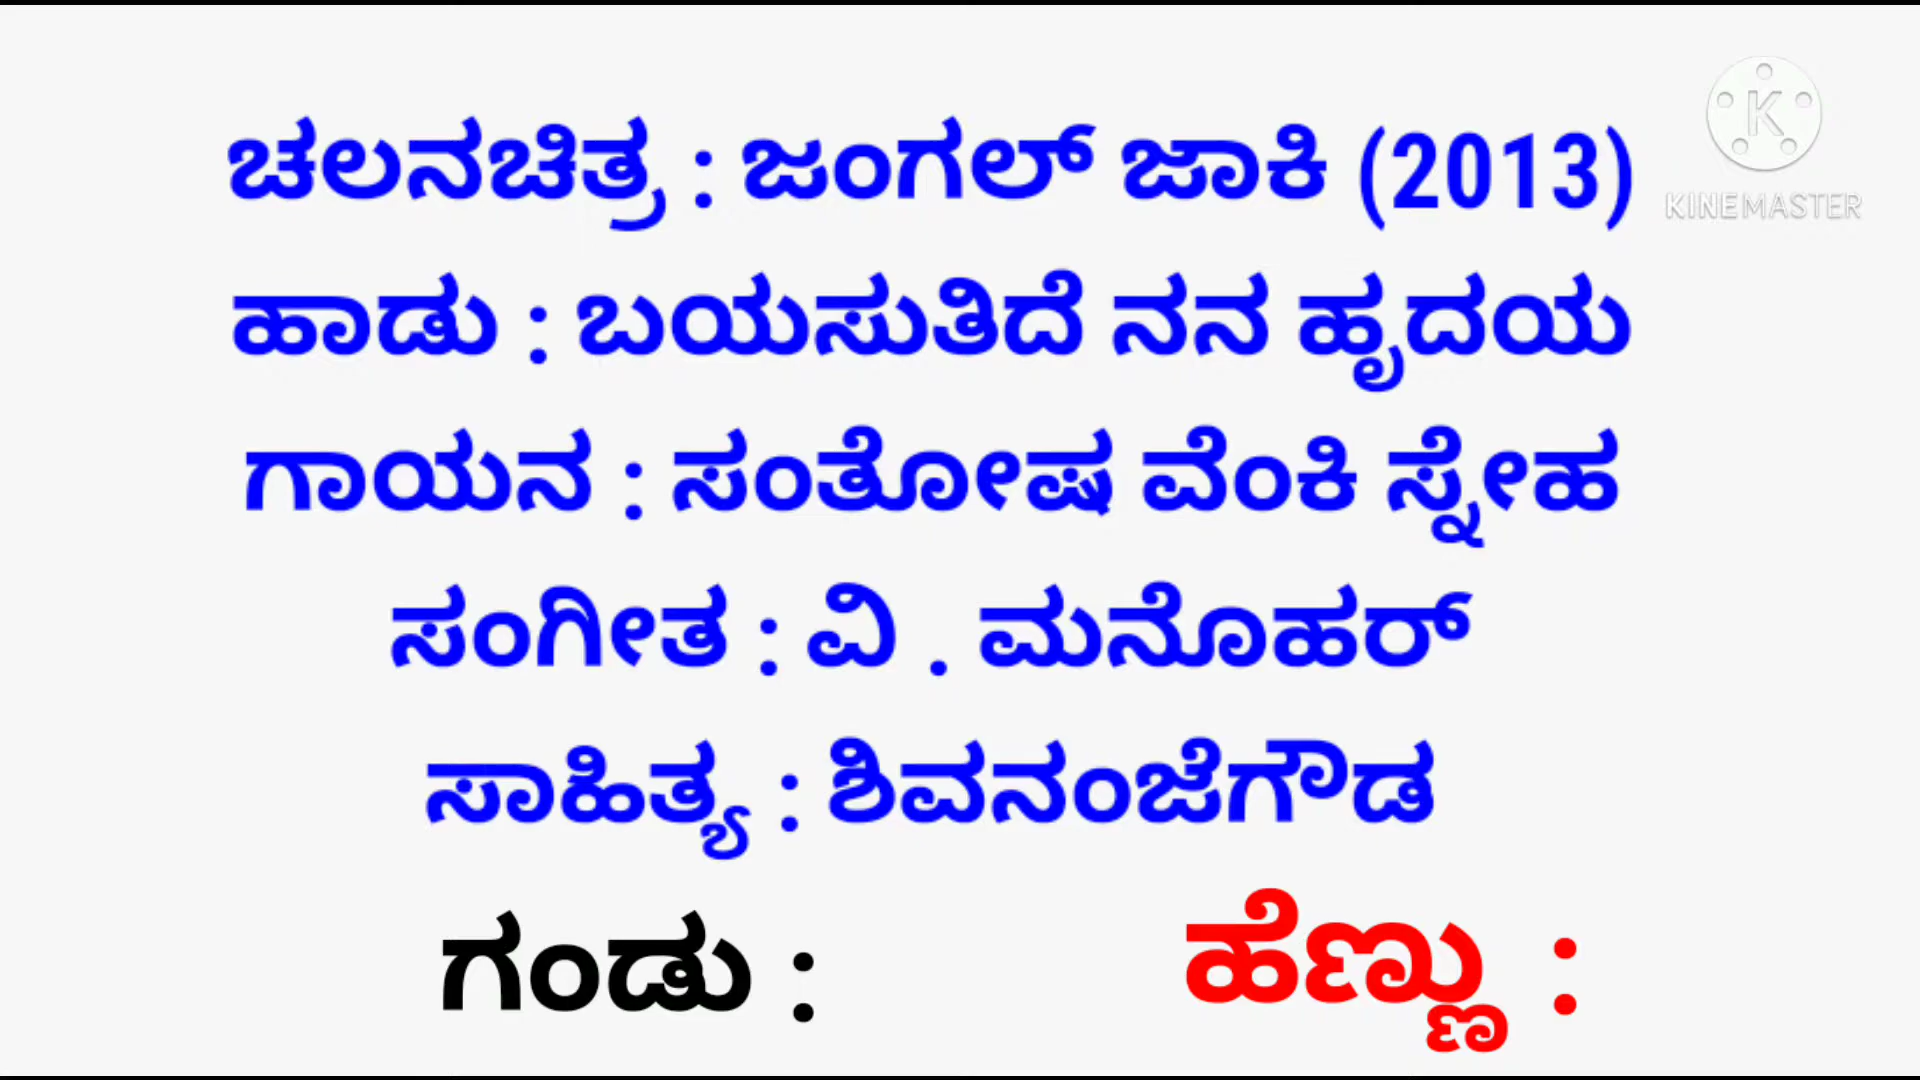 ಚಲನಚಿತ್ರ : ಜಂಗಲ್ ಜಾಕಿ (2013)
K
KINEMASTER
ಹಾಡು : ಬಯಸುತಿದೆ ನನ ಹೃದಯ
ಗಾಯನ : ಸಂತೋಷ ವೆಂಕಿ ಸ್ನೇಹ
ಸಂಗೀತ : ವಿ . ಮನೊಹರ್
ಸಾಹಿತ್ಯ : ಶಿವನಂಜೆಗೌಡ
ಗಂಡು : ಹೆಣ್ಣು :